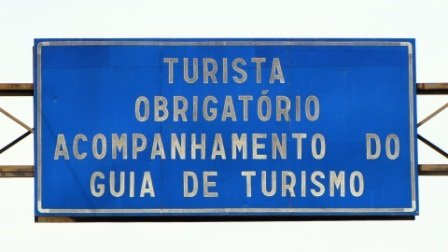 TURISTA
OBRIGATÓRIO
ACOMPANHAMENTO DO
GUIA DE TURISMO